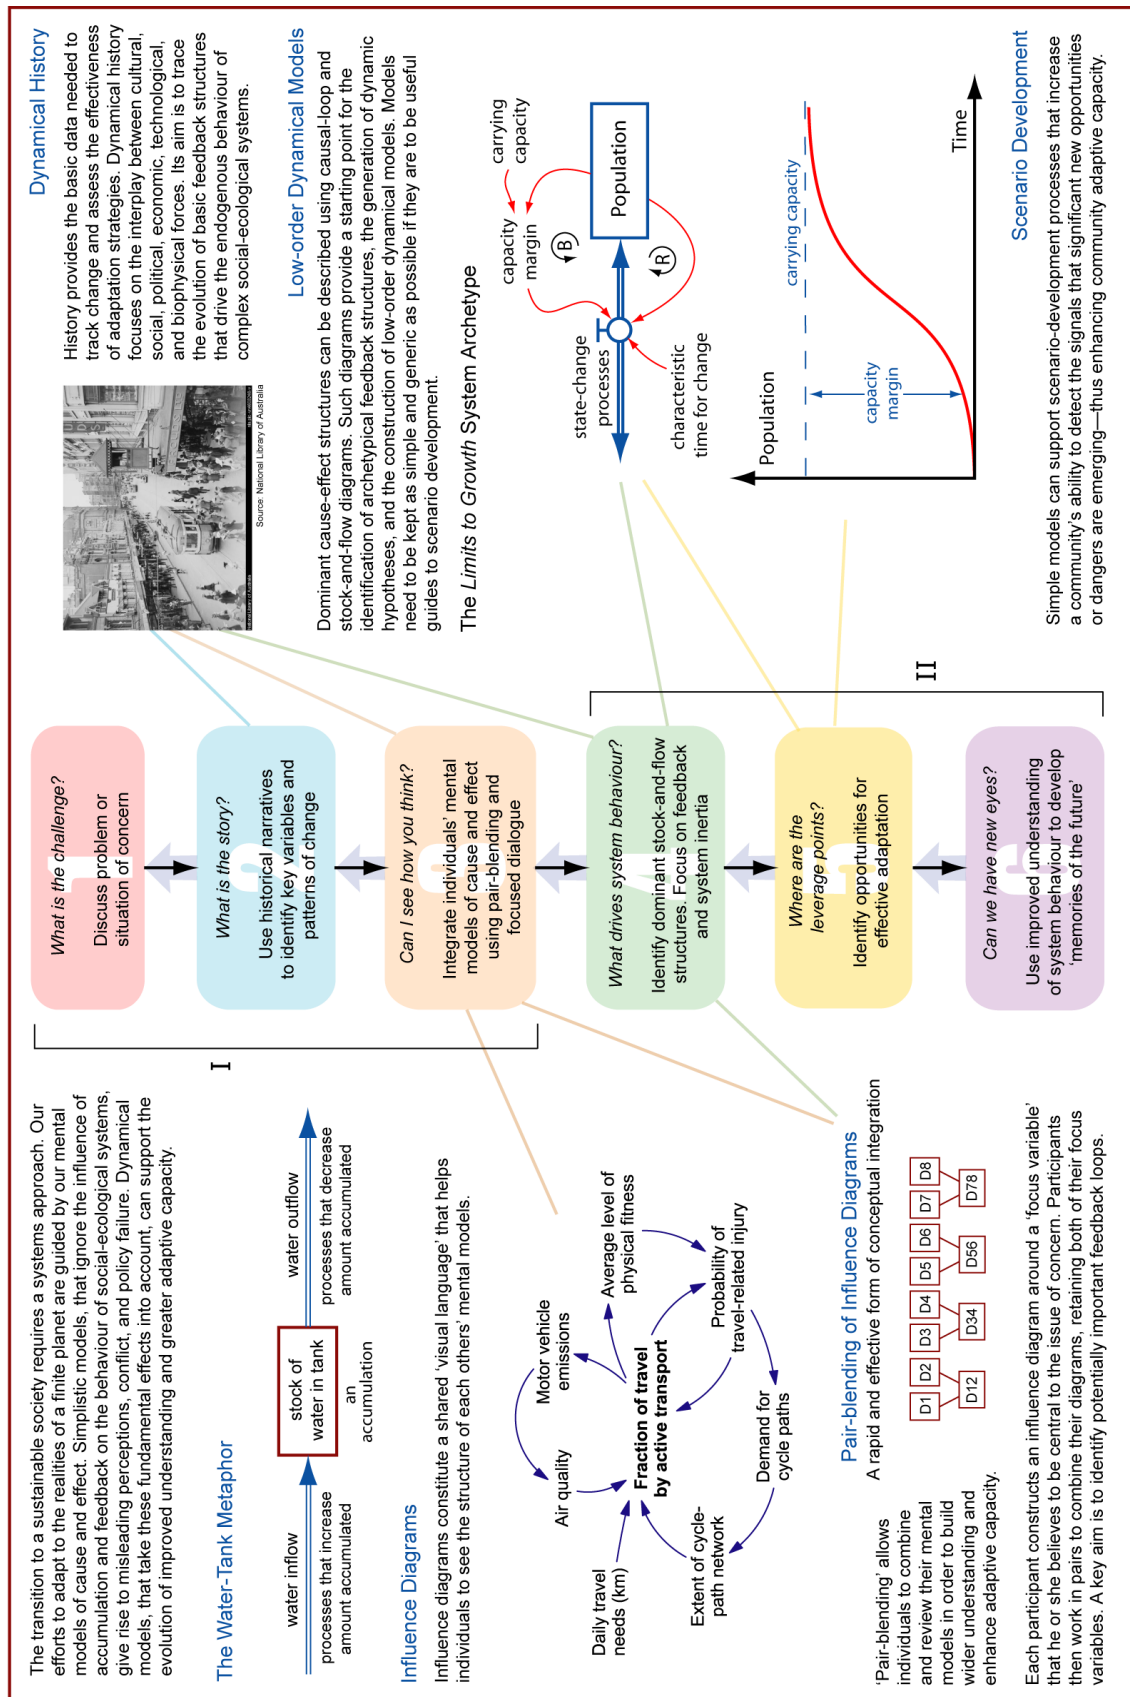 The transition to a sustainable society requires a systems approach. Our
efforts to adapt to the realities of a finite planet are guided by our mental
models of cause and effect. Simplistic models, that ignore the influence of
accumulation and feedback on the behaviour of social-ecological systems,
give rise to misleading perceptions, conflict, and policy failure. Dynamical
models, that take these fundamental effects into account, can support the
evolution of improved understanding and greater adaptive capacity.
The Water-Tank Metaphor
water inflow
processes that increase
amount accumulated
stock of
water in tank
an
accumulation
water outflow
processes that decrease
amount accumulated
Influence Diagrams
Influence diagrams constitute a shared 'visual language' that helps
individuals to see the structure of each others' mental models.
Motor vehicle
emissions
Average level of
physical fitness
Air quality
Daily travel
needs (km)
Fraction of travel
by active transport
Probability of
travel-related injury
Extent of cycle-
path network
Demand for
cycle paths
Pair-blending of Influence Diagrams
A rapid and effective form of conceptual integration
'Pair-blending' allows
individuals to combine
and review their mental
models in order to build
wider understanding and
enhance adaptive capacity.
D1 D2 D3 D4 D5 D6 D7 D8
D12 D34 D56 D78
Each participant constructs an influence diagram around a 'focus variable'
that he or she believes to be central to the issue of concern. Participants
then work in pairs to combine their diagrams, retaining both of their focus
variables. A key aim is to identify potentially important feedback loops.
I
1
What is the challenge?
Discuss problem or
situation of concern
2
What is the story?
Use historical narratives
to identify key variables and
patterns of change
3
Can I see how you think?
Integrate individuals' mental
models of cause and effect
using pair-blending and
focused dialogue
4
What drives system behaviour?
Identify dominant stock-and-flow
structures. Focus on feedback
and system inertia
5
Where are the
leverage points?
Identify opportunities for
effective adaptation
6
Can we have new eyes?
Use improved understanding
of system behaviour to develop
'memories of the future'
II
Source: National Library of Australia
Dynamical History
History provides the basic data needed to
track change and assess the effectiveness
of adaptation strategies. Dynamical history
focuses on the interplay between cultural,
social, political, economic, technological,
and biophysical forces. Its aim is to trace
the evolution of basic feedback structures
that drive the endogenous behaviour of
complex social-ecological systems.
Low-order Dynamical Models
Dominant cause-effect structures can be described using causal-loop and
stock-and-flow diagrams. Such diagrams provide a starting point for the
identification of archetypical feedback structures, the generation of dynamic
hypotheses, and the construction of low-order dynamical models. Models
need to be kept as simple and generic as possible if they are to be useful
guides to scenario development.
The Limits to Growth System Archetype
carrying
capacity
capacity
margin
B
state-change
processes
Population
R
characteristic
time for change
Population
carrying capacity
capacity
margin
Time
Scenario Development
Simple models can support scenario-development processes that increase
a community's ability to detect the signals that significant new opportunities
or dangers are emerging—thus enhancing community adaptive capacity.